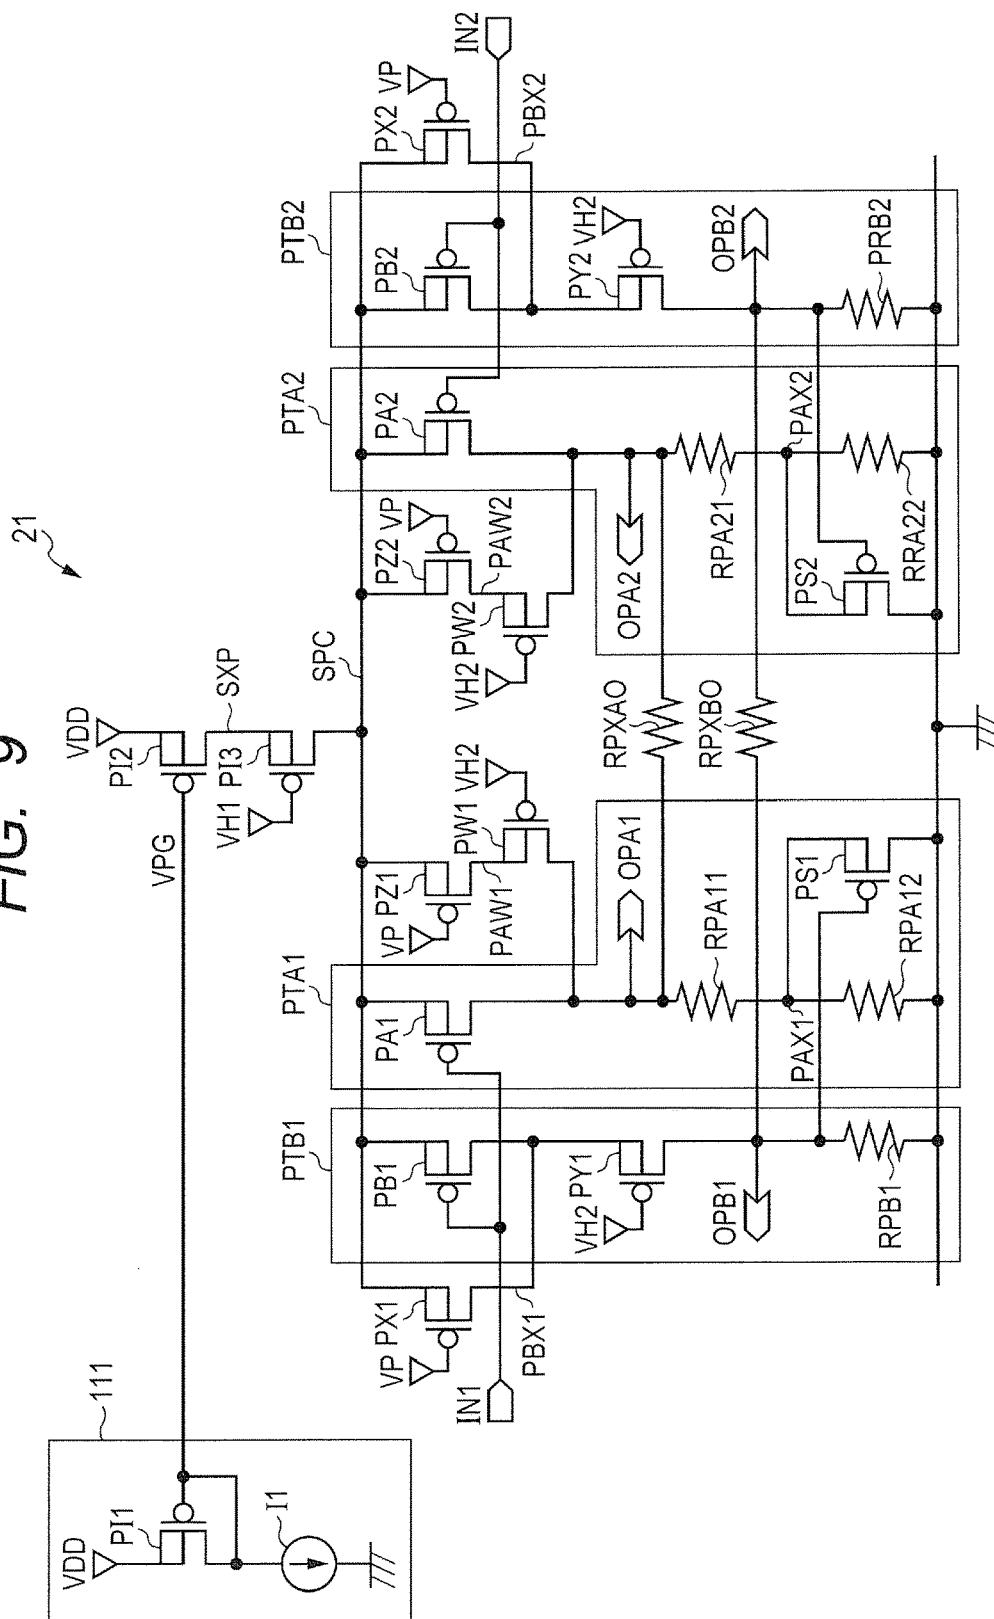 FIG. 9
21
111
VDD
PI1
I1
VPG
VDD
PI2
SXP
VH1
PI3
SPC
PTB1
PTA1
PTA2
PTB2
VP
PX1
PB1
PA1
VP
PZ1
PAW1
PW1
VH2
PZ2
VP
PAW2
PW2
VH2
PA2
PB2
PX2
VP
IN1
PBX1
VH2
PY1
IN2
PBX2
PY2
VH2
OPB1
OPA1
OPA2
OPB2
RPXAO
RPXBO
RPA11
RPA21
PAX1
PAX2
PS1
PS2
RPB1
RPA12
RRA22
PRB2